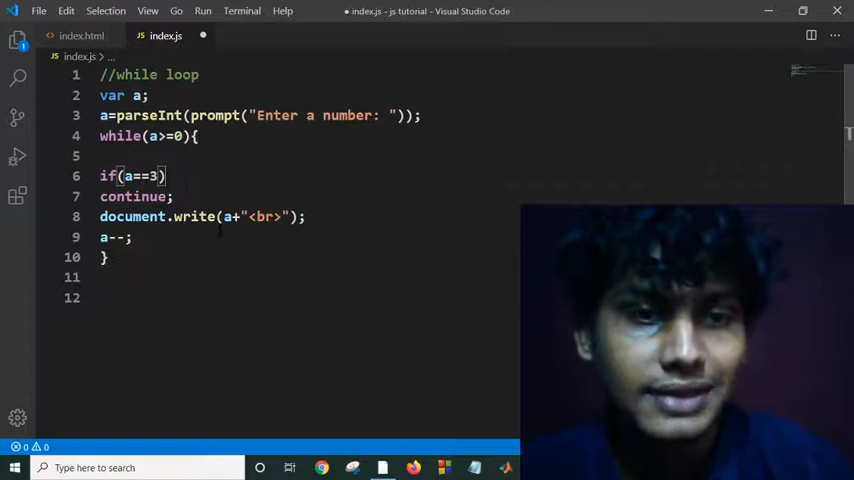 File Edit Selection View Go Run Terminal Help
● index.js - js tutorial - Visual Studio Code
index.html
index.js
index.js > ...
1 //while loop
2 var a;
3 a=parseInt(prompt("Enter a number: "));
4 while(a>=0){
5
6 if(a==3)
7 continue;
8 document.write(a+"<br>");
9 a--;
10 }
11
12
1
0 0
Type here to search